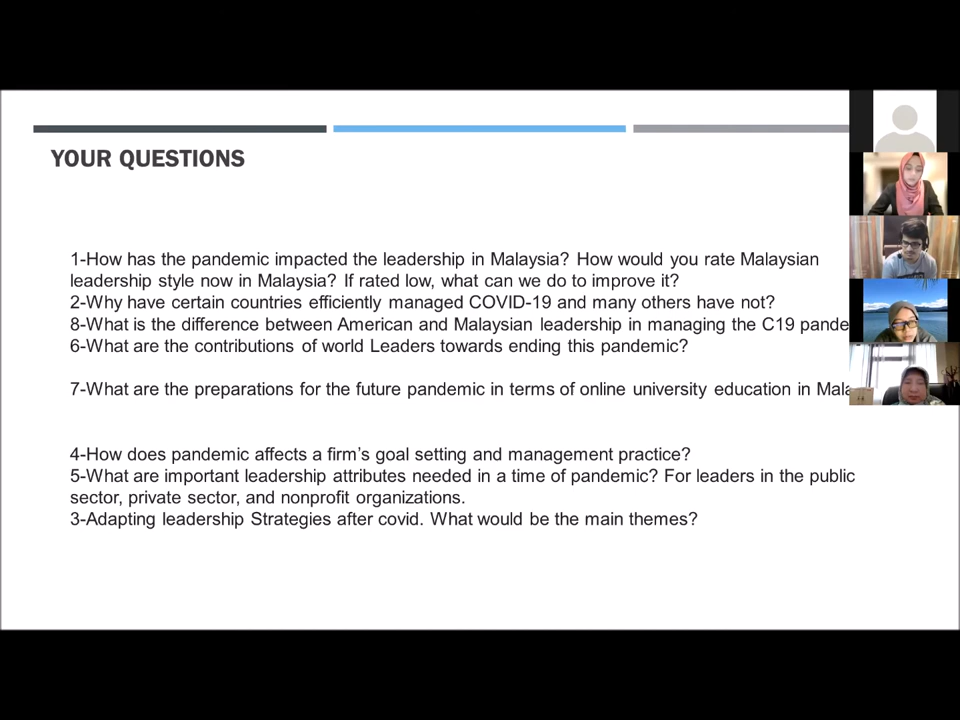 YOUR QUESTIONS
1-How has the pandemic impacted the leadership in Malaysia? How would you rate Malaysian
leadership style now in Malaysia? If rated low, what can we do to improve it?
2-Why have certain countries efficiently managed COVID-19 and many others have not?
8-What is the difference between American and Malaysian leadership in managing the C19 pande
6-What are the contributions of world Leaders towards ending this pandemic?
7-What are the preparations for the future pandemic in terms of online university education in Mala
4-How does pandemic affects a firm's goal setting and management practice?
5-What are important leadership attributes needed in a time of pandemic? For leaders in the public
sector, private sector, and nonprofit organizations.
3-Adapting leadership Strategies after covid. What would be the main themes?